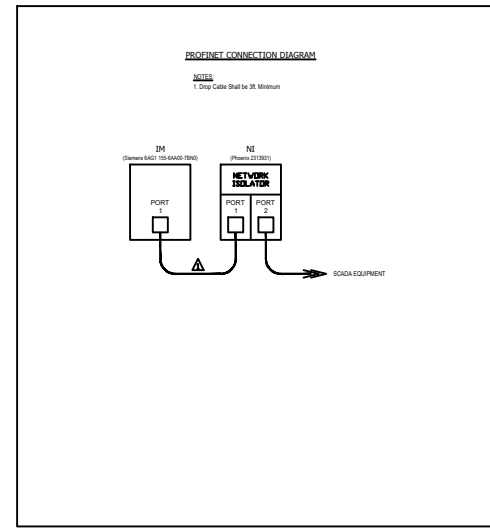 PROFINET CONNECTION DIAGRAM
NOTES:
1. Drop Cable Shall be 3ft. Minimum
IM
(Siemens 6AG1 155-6AA00-7BN0)
NI
(Phoenix 2313931)
NETWORK
ISOLATOR
PORT
1
PORT
1
PORT
2
1
SCADA EQUIPMENT